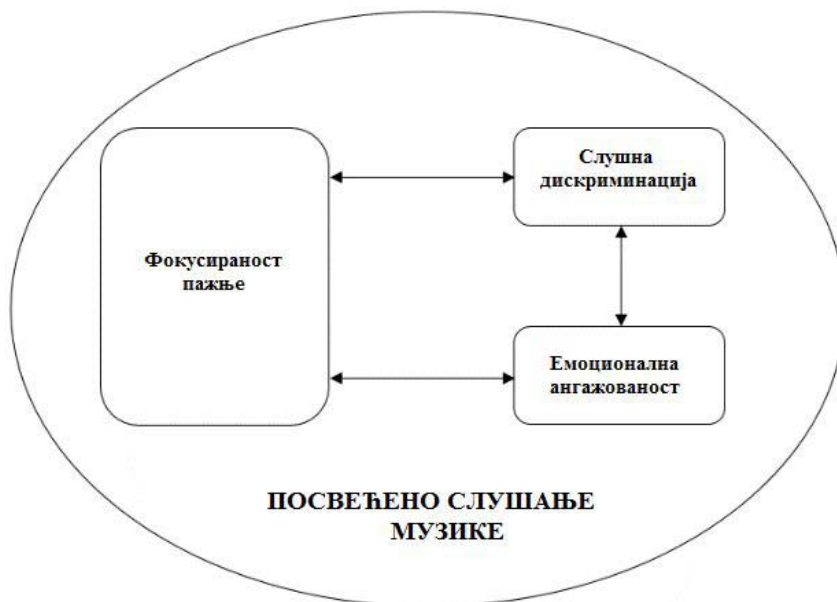 Слушна
дискриминација
Фокусираност
пажње
Емоционална
ангажованост
ПОСВЕЋЕНО СЛУШАЊЕ
МУЗИКЕ